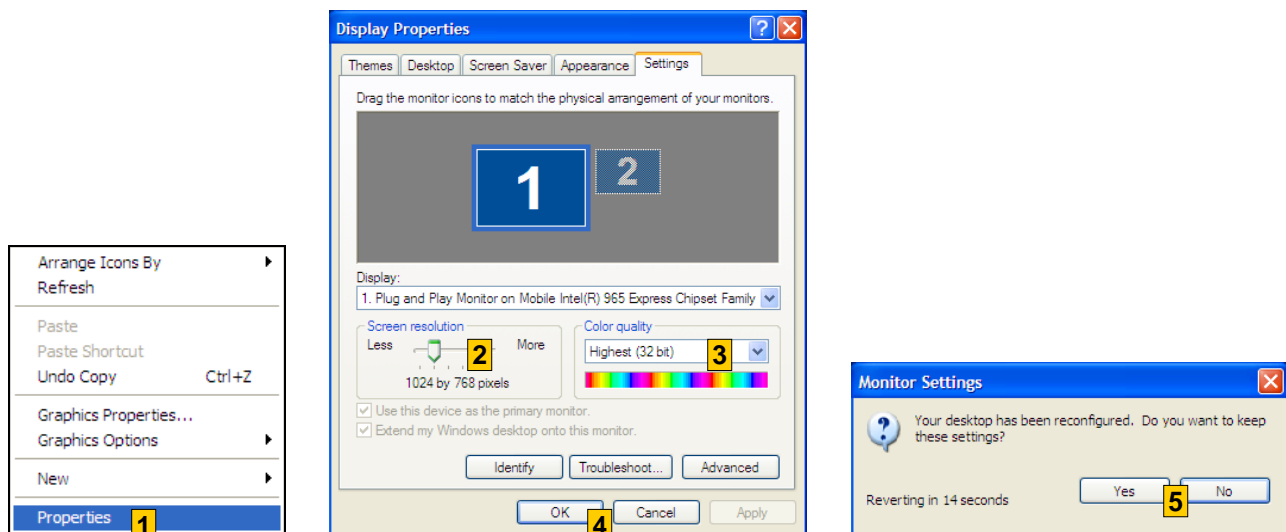 Arrange Icons By
Refresh
Paste
Paste Shortcut
Undo Copy Ctrl+Z
Graphics Properties...
Graphics Options
New
Properties 1
Display Properties
Themes Desktop Screen Saver Appearance Settings
Drag the monitor icons to match the physical arrangement of your monitors.
1 2
Display:
1. Plug and Play Monitor on Mobile Intel(R) 965 Express Chipset Family
Screen resolution
Less More
2
1024 by 768 pixels
Color quality
Highest (32 bit) 3
Use this device as the primary monitor.
Extend my Windows desktop onto this monitor.
Identify Troubleshoot... Advanced
OK 4 Cancel Apply
Monitor Settings
?
Your desktop has been reconfigured. Do you want to keep
these settings?
Reverting in 14 seconds Yes 5 No